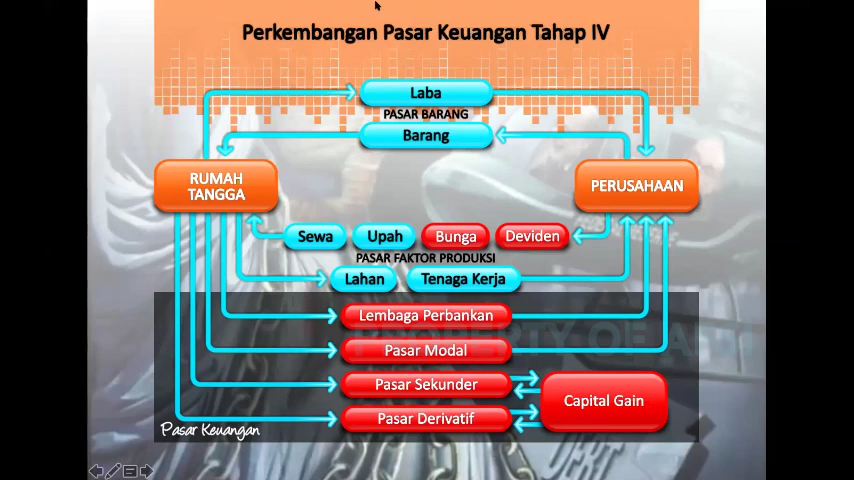 Perkembangan Pasar Keuangan Tahap IV
Laba
PASAR BARANG
Barang
RUMAH
TANGGA
PERUSAHAAN
Sewa
Upah
Bunga
Deviden
PASAR FAKTOR PRODUKSI
Lahan
Tenaga Kerja
Lembaga Perbankan
Pasar Modal
Pasar Sekunder
Capital Gain
Pasar Derivatif
Pasar Keuangan